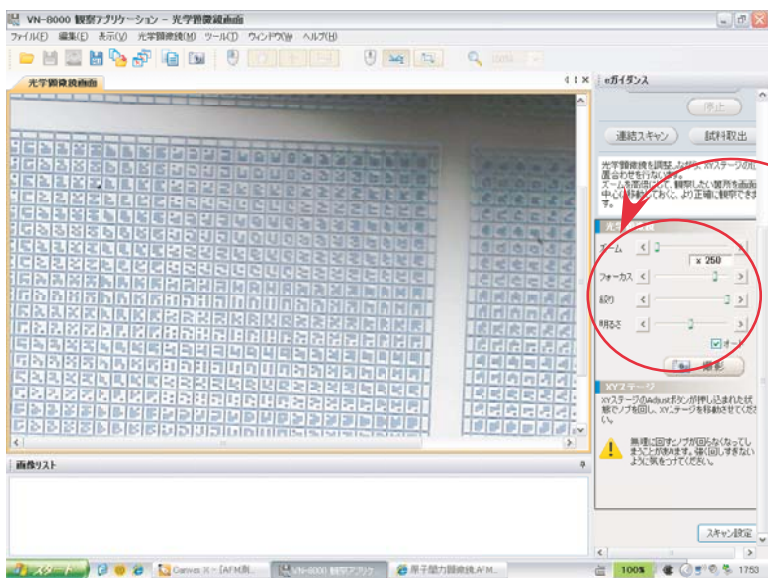 VN-8000 観察アプリケーション - 光学顕微鏡画面
ファイル(F) 編集(E) 表示(V) 光学顕微鏡(M) ツール(T) ウィンドウ(W) ヘルプ(H)
100%
光学顕微鏡画面
eガイダンス
停止
連結スキャン 試料取出
光学顕微鏡を調整しながら、XYステージの位
置合わせを行ないます。
ズームを高倍にして、観察したい箇所を画面
中心に移動しておくと、より正確に観察できま
す。
ズーム
x 250
フォーカス
絞り
明るさ
撮影
XYステージ
XYステージのAdjustボタンが押し込まれた状
態でノブを回し、XYステージを移動させてくださ
い。
無理に回すとノブが回らなくなってし
まうことがあります。強く回しすぎない
ように気をつけてください。
画像リスト
スキャン設定
スタート
Canvas X - [AFM測...
VN-8000 観察アプリケ...
原子間力顕微鏡,AFM...
100%
1753